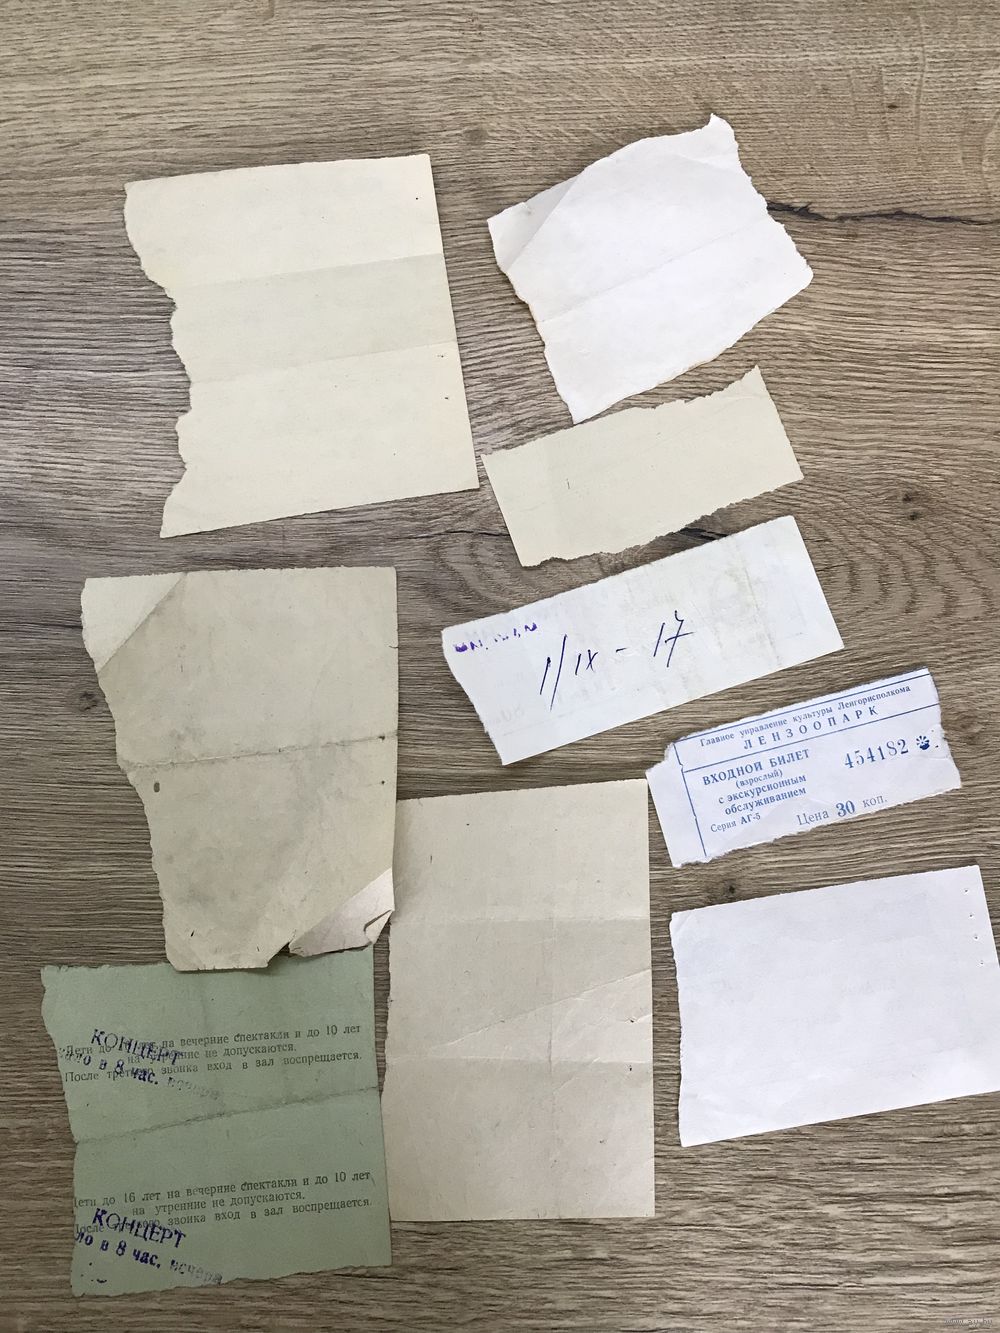 1/IX - 17
Главное управление культуры Ленгорисполкома
ЛЕНЗООПАРК
ВХОДНОЙ БИЛЕТ
(взрослый)
с экскурсионным
обслуживанием
Серия АГ-5
454182
Цена 30 коп.
Дети до лет на вечерние спектакли и до 10 лет
на утренние не допускаются.
После третьего звонка вход в зал воспрещается.
КОНЦЕРТ
в 8 час. вечера
Дети до 16 лет на вечерние спектакли и до 10 лет
на утренние не допускаются.
После звонка вход в зал воспрещается.
КОНЦЕРТ
в 8 час. вечера